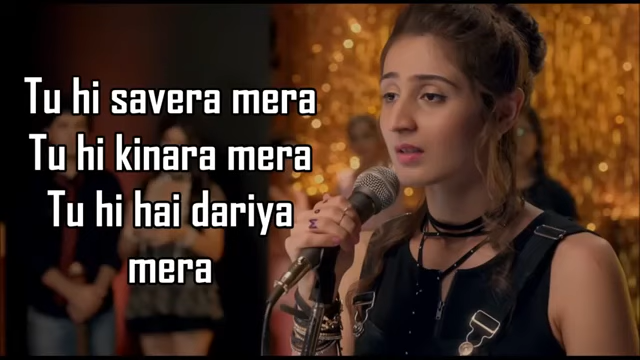 Tu hi savera mera
Tu hi kinara mera
Tu hi hai dariya
mera